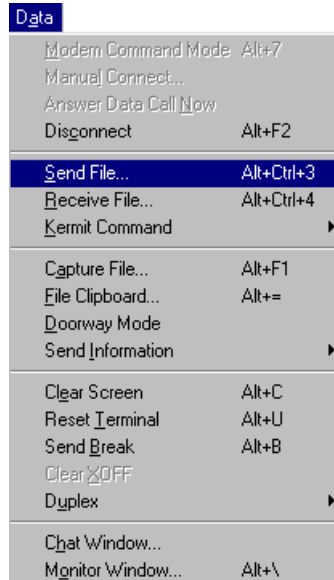 Data
Modem Command Mode Alt+7
Manual Connect...
Answer Data Call Now
Disconnect Alt+F2
Send File... Alt+Ctrl+3
Receive File... Alt+Ctrl+4
Kermit Command
Capture File... Alt+F1
File Clipboard... Alt+=
Doorway Mode
Send Information
Clear Screen Alt+C
Reset Terminal Alt+U
Send Break Alt+B
Clear XOFF
Duplex
Chat Window...
Monitor Window... Alt+\